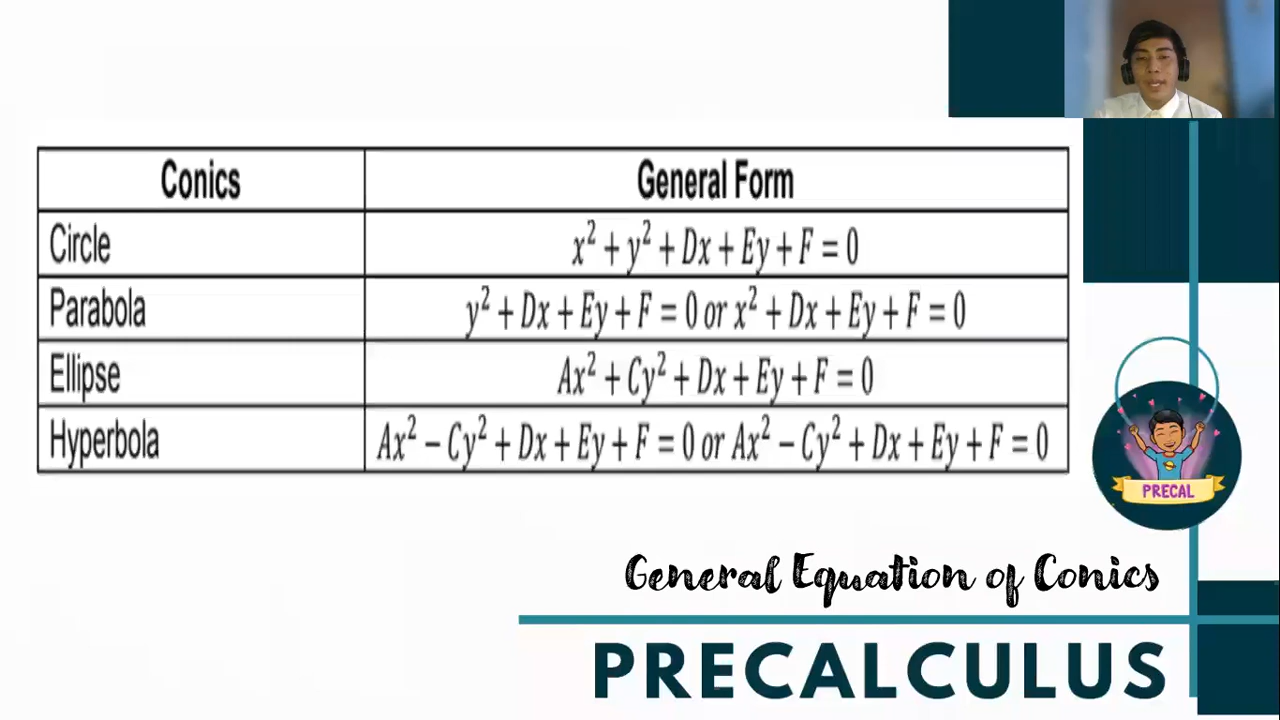 Conics General Form
Circle x² + y² + Dx + Ey + F = 0
Parabola y² + Dx + Ey + F = 0 or x² + Dx + Ey + F = 0
Ellipse Ax² + Cy² + Dx + Ey + F = 0
Hyperbola Ax² − Cy² + Dx + Ey + F = 0 or Ax² − Cy² + Dx + Ey + F = 0
PRECAL
General Equation of Conics
PRECALCULUS